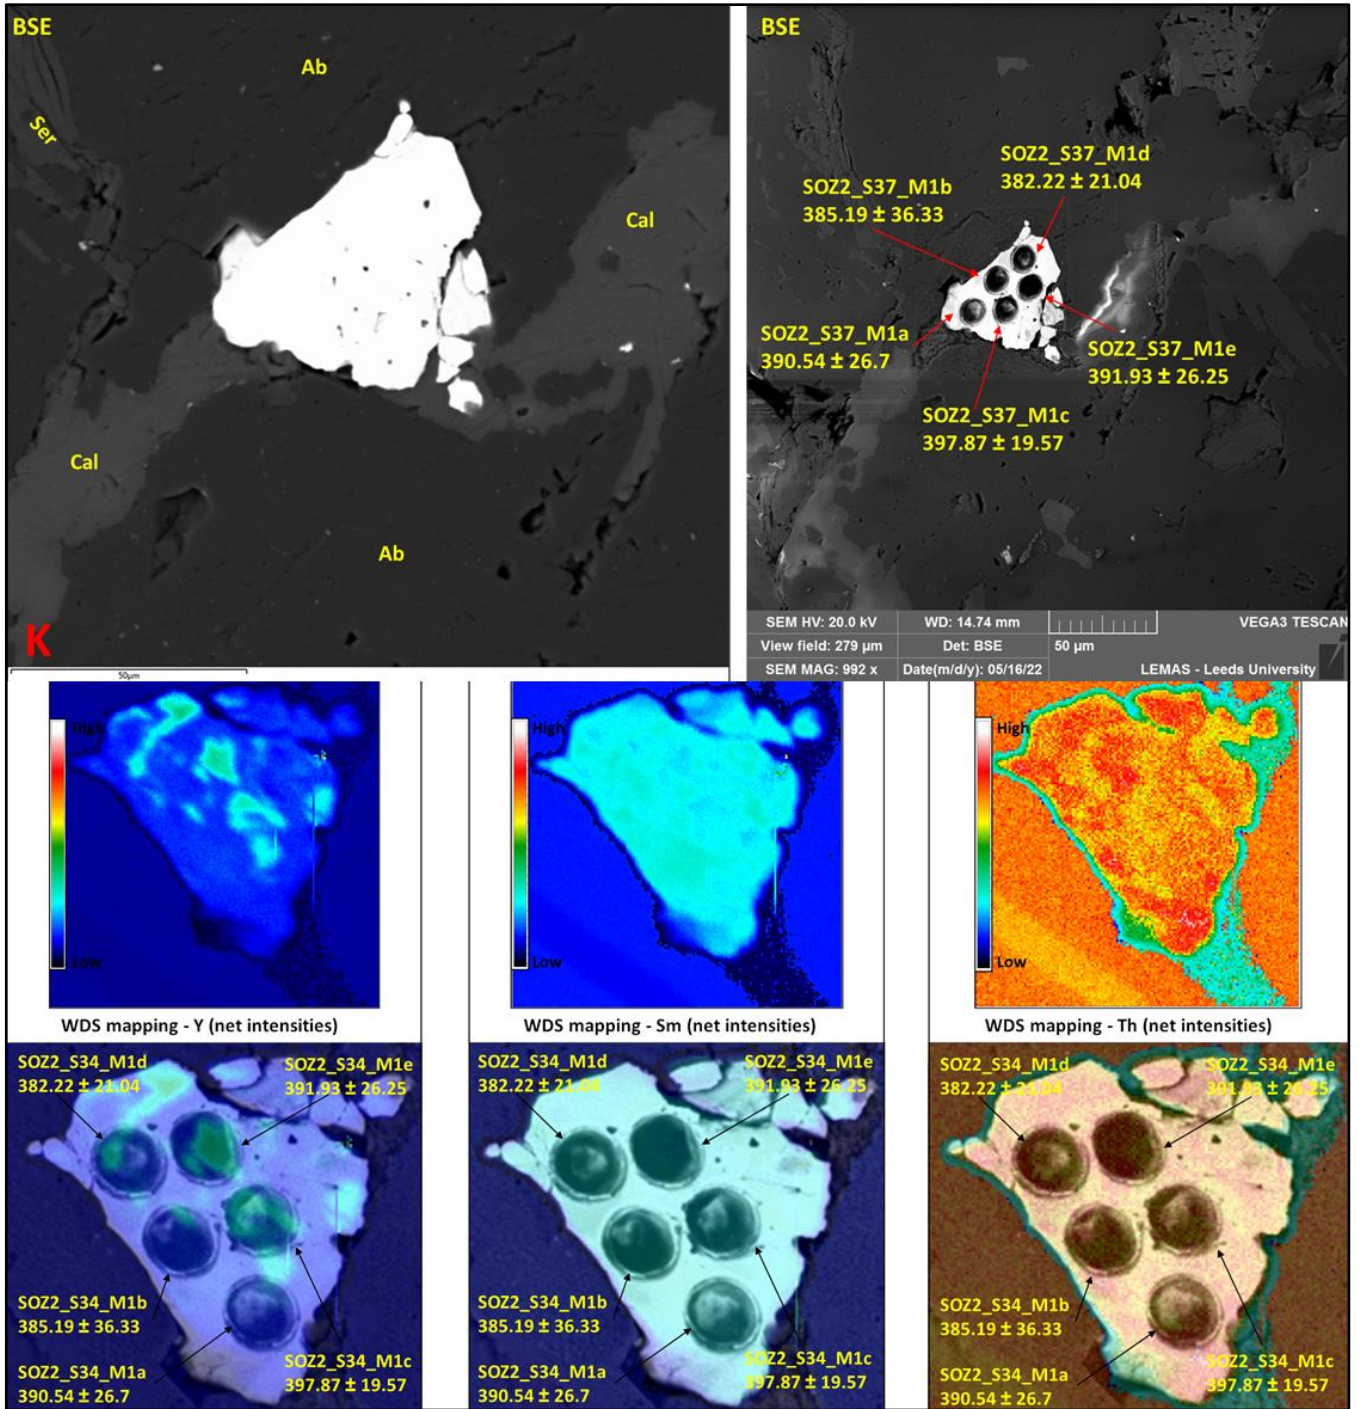 BSE
Ab
Ser
Cal
Cal
Ab
K
50µm
BSE
SOZ2_S37_M1d
382.22 ± 21.04
SOZ2_S37_M1b
385.19 ± 36.33
SOZ2_S37_M1a
390.54 ± 26.7
SOZ2_S37_M1e
391.93 ± 26.25
SOZ2_S37_M1c
397.87 ± 19.57
SEM HV: 20.0 kV WD: 14.74 mm VEGA3 TESCAN
View field: 279 µm Det: BSE 50 µm
SEM MAG: 992 x Date(m/d/y): 05/16/22 LEMAS - Leeds University
High
Low
WDS mapping - Y (net intensities)
High
Low
WDS mapping - Sm (net intensities)
High
Low
WDS mapping - Th (net intensities)
SOZ2_S34_M1d
382.22 ± 21.04
SOZ2_S34_M1e
391.93 ± 26.25
SOZ2_S34_M1b
385.19 ± 36.33
SOZ2_S34_M1a
390.54 ± 26.7
SOZ2_S34_M1c
397.87 ± 19.57
SOZ2_S34_M1d
382.22 ± 21.04
SOZ2_S34_M1e
391.93 ± 26.25
SOZ2_S34_M1b
385.19 ± 36.33
SOZ2_S34_M1a
390.54 ± 26.7
SOZ2_S34_M1c
397.87 ± 19.57
SOZ2_S34_M1d
382.22 ± 21.04
SOZ2_S34_M1e
391.93 ± 26.25
SOZ2_S34_M1b
385.19 ± 36.33
SOZ2_S34_M1a
390.54 ± 26.7
SOZ2_S34_M1c
397.87 ± 19.57